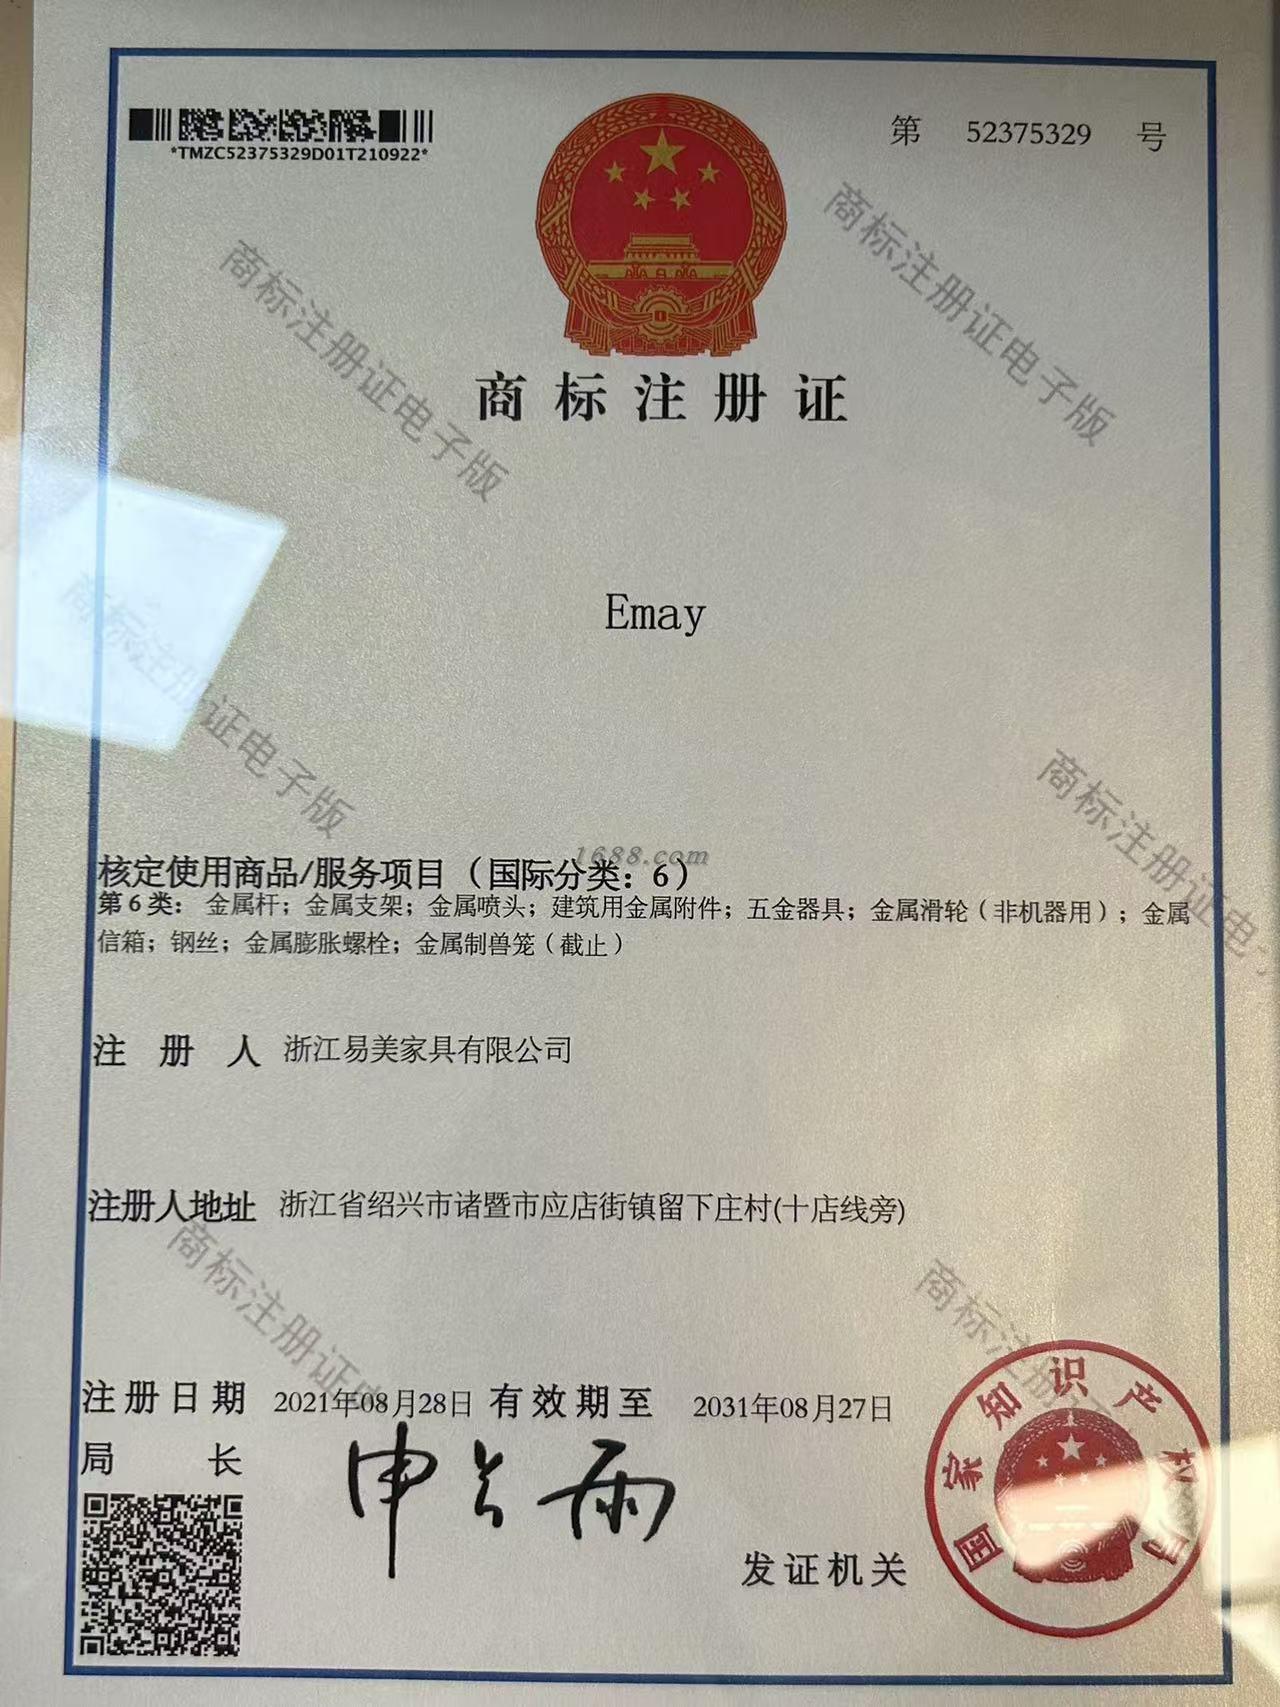 *TMZC52375329D01T210922*
第 52375329 号
商标注册证
商标注册证电子版
商标注册证电子版
Emay
商标注册证电子版
商标注册证电
1688.com
核定使用商品/服务项目（国际分类：6）
第6类：金属杆；金属支架；金属喷头；建筑用金属附件；五金器具；金属滑轮（非机器用）；金属
信箱；钢丝；金属膨胀螺栓；金属制兽笼（截止）
注册人 浙江易美家具有限公司
注册人地址 浙江省绍兴市诸暨市应店街镇留下庄村(十店线旁)
商标注册证
商标注册证
注册日期 2021年08月28日 有效期至 2031年08月27日
局长 申长雨
发证机关
国家知识产权局